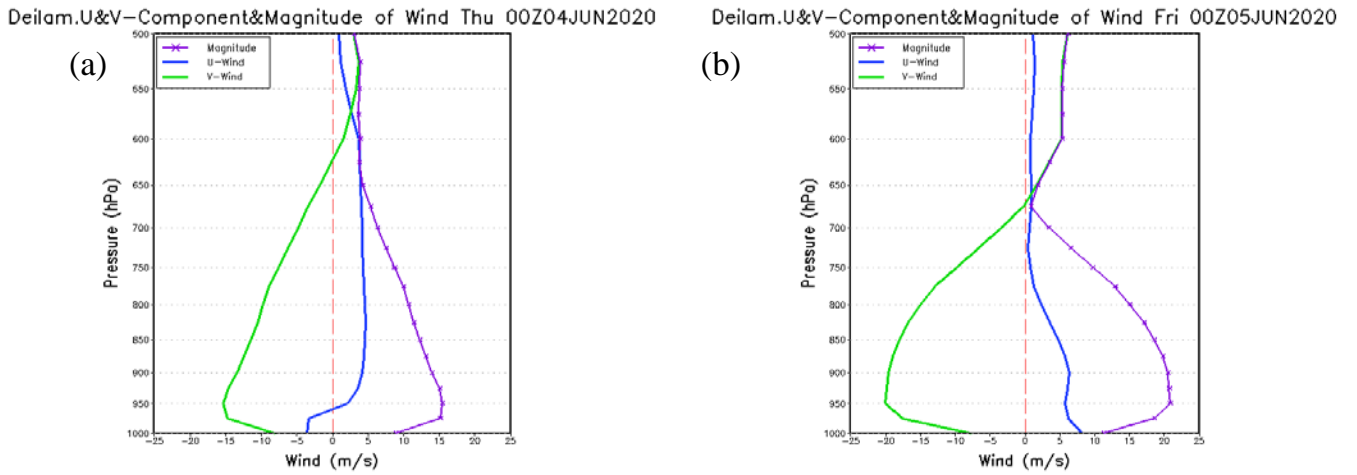 Deilam.U&V-Component&Magnitude of Wind Thu 00Z04JUN2020
(a)
Magnitude
U-Wind
V-Wind
500
550
600
650
700
750
800
850
900
950
1000
Pressure (hPa)
-25 -20 -15 -10 -5 0 5 10 15 20 25
Wind (m/s)
Deilam.U&V-Component&Magnitude of Wind Fri 00Z05JUN2020
(b)
Magnitude
U-Wind
V-Wind
500
550
600
650
700
750
800
850
900
950
1000
Pressure (hPa)
-25 -20 -15 -10 -5 0 5 10 15 20 25
Wind (m/s)